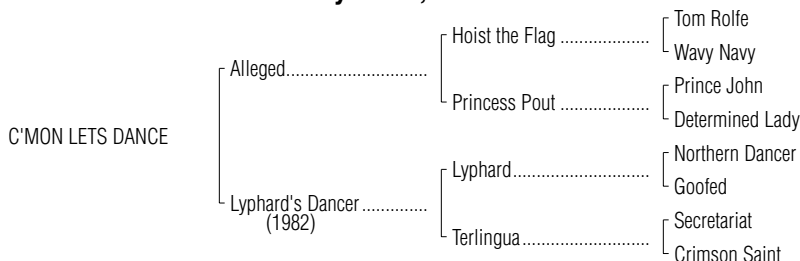 Hoist the Flag
Tom Rolfe
Wavy Navy
Alleged
Princess Pout
Prince John
Determined Lady
C'MON LETS DANCE
Lyphard
Northern Dancer
Goofed
Lyphard's Dancer
(1982)
Terlingua
Secretariat
Crimson Saint